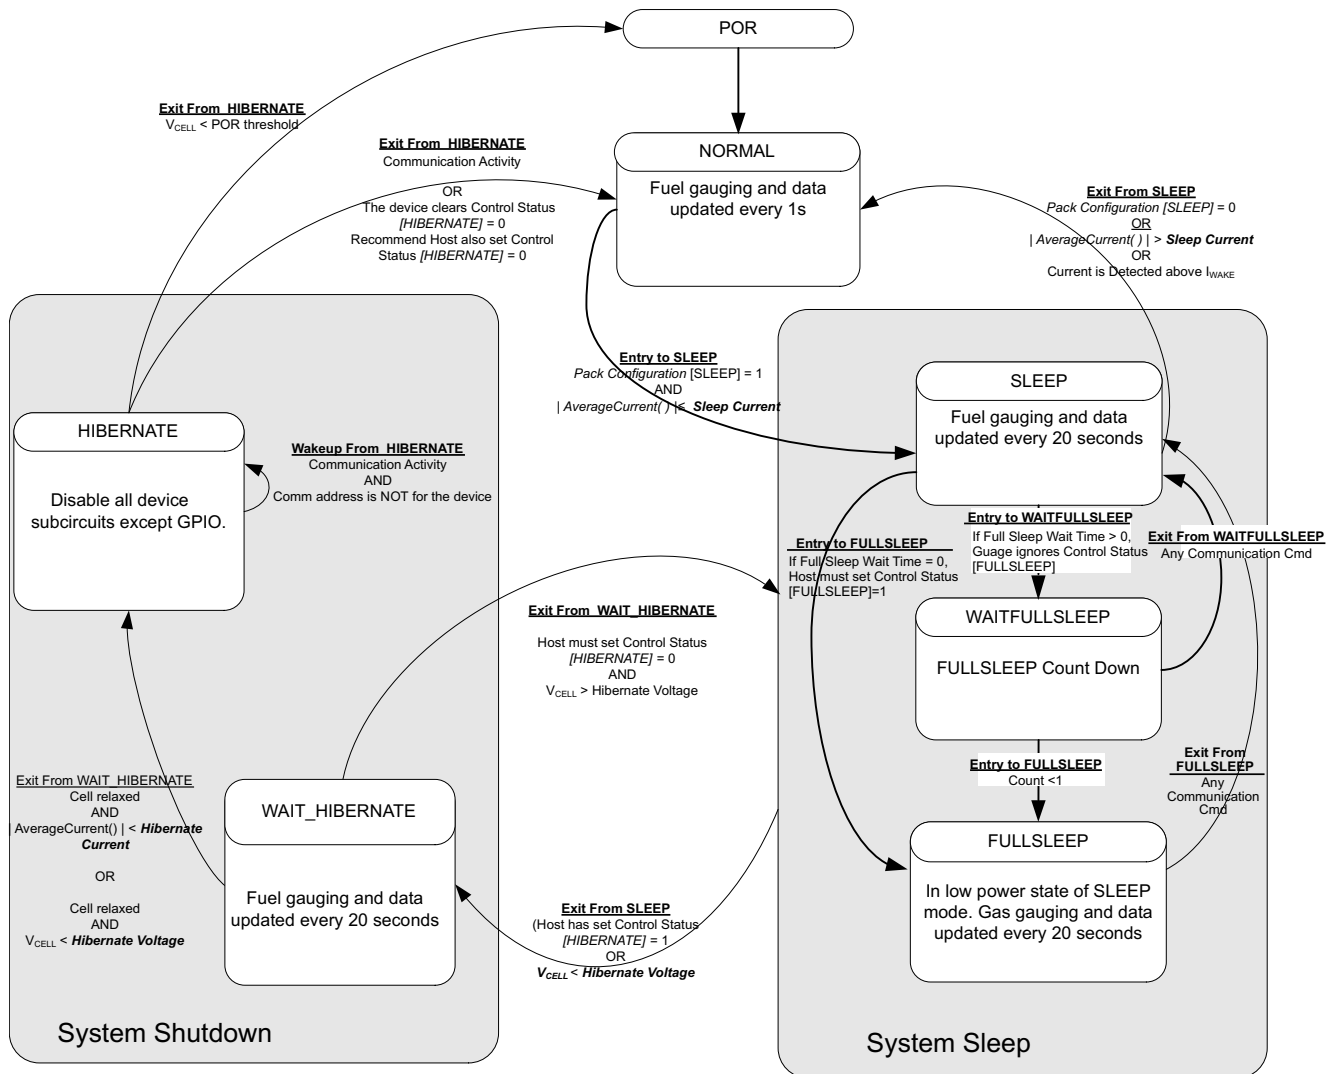 POR
Exit From HIBERNATE
VCELL < POR threshold
Exit From HIBERNATE
Communication Activity
OR
The device clears Control Status
[HIBERNATE] = 0
Recommend Host also set Control
Status [HIBERNATE] = 0
NORMAL
Fuel gauging and data
updated every 1s
Exit From SLEEP
Pack Configuration [SLEEP] = 0
OR
| AverageCurrent( ) | > Sleep Current
OR
Current is Detected above IWAKE
Entry to SLEEP
Pack Configuration [SLEEP] = 1
AND
| AverageCurrent( ) |≤ Sleep Current
SLEEP
Fuel gauging and data
updated every 20 seconds
HIBERNATE
Disable all device
subcircuits except GPIO.
Wakeup From HIBERNATE
Communication Activity
AND
Comm address is NOT for the device
Entry to WAITFULLSLEEP
If Full Sleep Wait Time > 0,
Guage ignores Control Status
[FULLSLEEP]
Exit From WAITFULLSLEEP
Any Communication Cmd
Entry to FULLSLEEP
If Full Sleep Wait Time = 0,
Host must set Control Status
[FULLSLEEP]=1
WAITFULLSLEEP
FULLSLEEP Count Down
Exit From WAIT_HIBERNATE
Host must set Control Status
[HIBERNATE] = 0
AND
VCELL > Hibernate Voltage
Entry to FULLSLEEP
Count <1
Exit From
FULLSLEEP
Any
Communication
Cmd
Exit From WAIT_HIBERNATE
Cell relaxed
AND
| AverageCurrent() | < Hibernate
Current
OR
Cell relaxed
AND
VCELL < Hibernate Voltage
WAIT_HIBERNATE
Fuel gauging and data
updated every 20 seconds
FULLSLEEP
In low power state of SLEEP
mode. Gas gauging and data
updated every 20 seconds
Exit From SLEEP
(Host has set Control Status
[HIBERNATE] = 1
OR
VCELL < Hibernate Voltage
System Shutdown
System Sleep